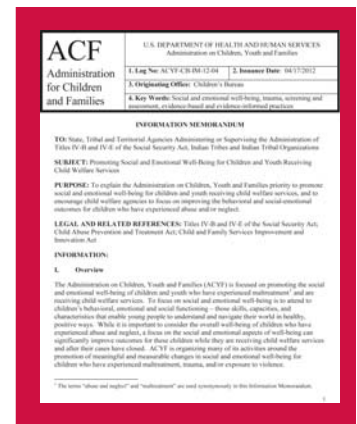 ACF
Administration
for Children
and Families
U.S. DEPARTMENT OF HEALTH AND HUMAN SERVICES
Administration on Children, Youth and Families
1. Log No: ACYF-CB-IM-12-04 2. Issuance Date: 04/17/2012
3. Originating Office: Children's Bureau
4. Key Words: Social and emotional well-being, trauma, screening and
assessment, evidence-based and evidence-informed practices
INFORMATION MEMORANDUM
TO: State, Tribal and Territorial Agencies Administering or Supervising the Administration of
Titles IV-B and IV-E of the Social Security Act, Indian Tribes and Indian Tribal Organizations
SUBJECT: Promoting Social and Emotional Well-Being for Children and Youth Receiving
Child Welfare Services
PURPOSE: To explain the Administration on Children, Youth and Families priority to promote
social and emotional well-being for children and youth receiving child welfare services, and to
encourage child welfare agencies to focus on improving the behavioral and social-emotional
outcomes for children who have experienced abuse and/or neglect.
LEGAL AND RELATED REFERENCES: Titles IV-B and IV-E of the Social Security Act;
Child Abuse Prevention and Treatment Act; Child and Family Services Improvement and
Innovation Act
INFORMATION:
I. Overview
The Administration on Children, Youth and Families (ACYF) is focused on promoting the social
and emotional well-being of children and youth who have experienced maltreatment¹ and are
receiving child welfare services. To focus on social and emotional well-being is to attend to
children's behavioral, emotional and social functioning – those skills, capacities, and
characteristics that enable young people to understand and navigate their world in healthy,
positive ways. While it is important to consider the overall well-being of children who have
experienced abuse and neglect, a focus on the social and emotional aspects of well-being can
significantly improve outcomes for these children while they are receiving child welfare services
and after their cases have closed. ACYF is organizing many of its activities around the
promotion of meaningful and measurable changes in social and emotional well-being for
children who have experienced maltreatment, trauma, and/or exposure to violence.
¹ The terms "abuse and neglect" and "maltreatment" are used synonymously in this Information Memorandum.
1